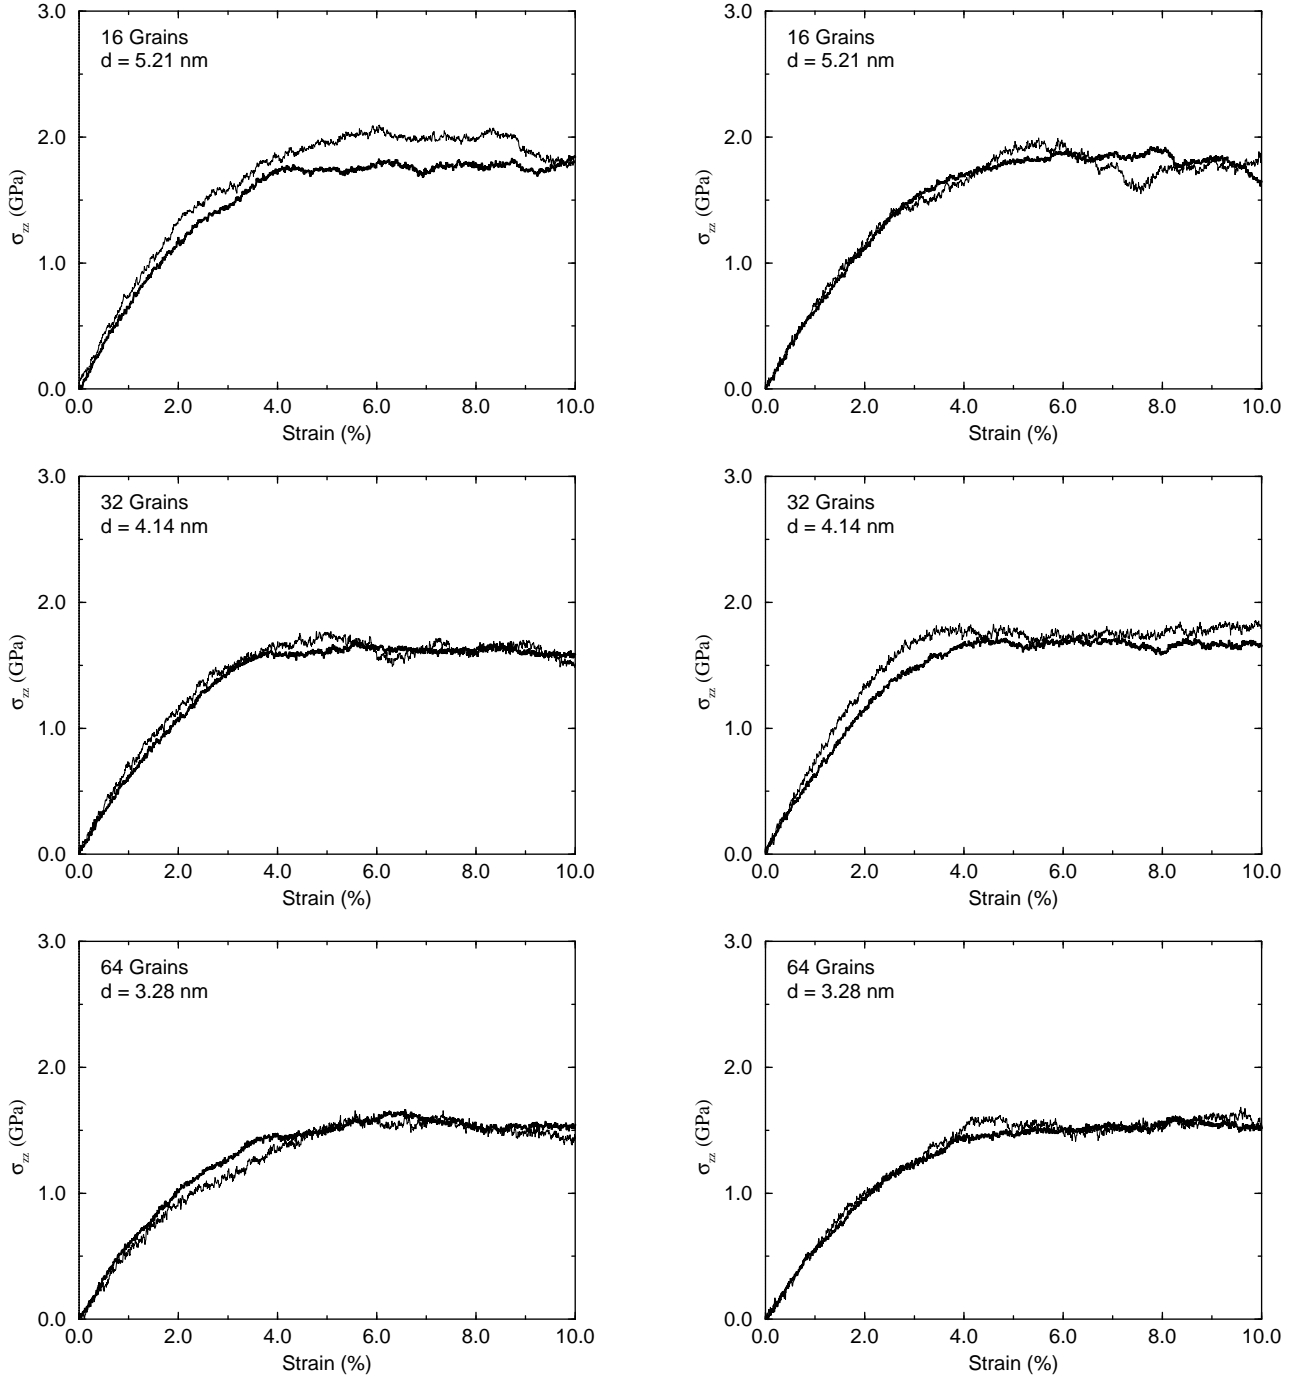 3.0
16 Grains
d = 5.21 nm
2.0
σzz (GPa)
1.0
0.0
0.0 2.0 4.0 6.0 8.0 10.0
Strain (%)
3.0
16 Grains
d = 5.21 nm
2.0
σzz (GPa)
1.0
0.0
0.0 2.0 4.0 6.0 8.0 10.0
Strain (%)
3.0
32 Grains
d = 4.14 nm
2.0
σzz (GPa)
1.0
0.0
0.0 2.0 4.0 6.0 8.0 10.0
Strain (%)
3.0
32 Grains
d = 4.14 nm
2.0
σzz (GPa)
1.0
0.0
0.0 2.0 4.0 6.0 8.0 10.0
Strain (%)
3.0
64 Grains
d = 3.28 nm
2.0
σzz (GPa)
1.0
0.0
0.0 2.0 4.0 6.0 8.0 10.0
Strain (%)
3.0
64 Grains
d = 3.28 nm
2.0
σzz (GPa)
1.0
0.0
0.0 2.0 4.0 6.0 8.0 10.0
Strain (%)